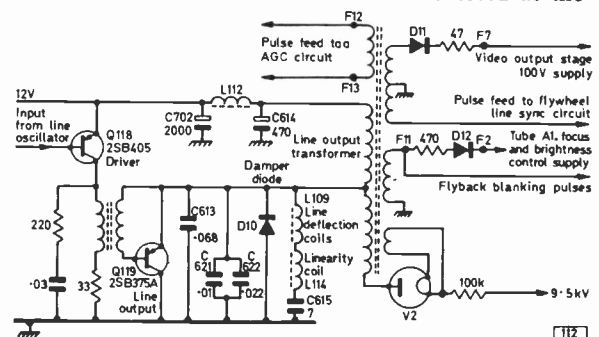 F12
Pulse feed too
AGC circuit
F13
D11
47
F7
Video output stage
100V supply
Pulse feed to flywheel
line sync circuit
12V
Input
from line
oscillator
L112
C702
2000
C614
470
Q118
2SB405
Driver
Line output
transformer
F11
470
D12
F2
Tube A1, focus
and brightness
control supply
Flyback blanking pulses
Damper
diode
220
C613
·068
D10
L109
Line
deflection
coils
Linearity
coil
L114
C615
7
Q119
2SB375A
Line
output
·03
33
C
621
·01
C
622
·022
V2
100k
9·5kV
112